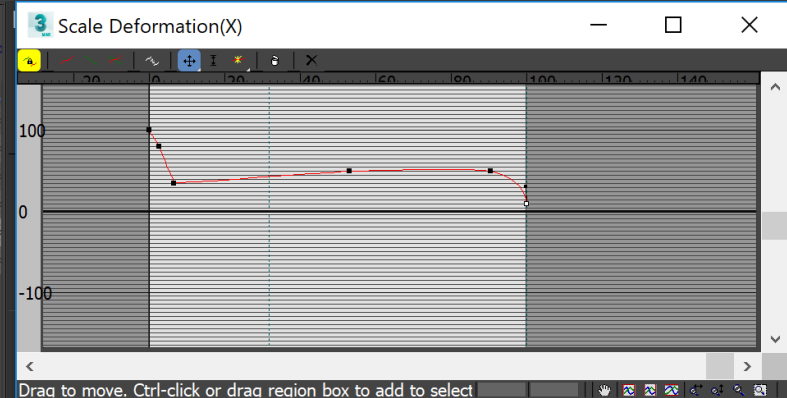 3 Scale Deformation(X)
-20 0 20 40 60 80 100 120 140
100
0
-100
Drag to move. Ctrl-click or drag region box to add to select